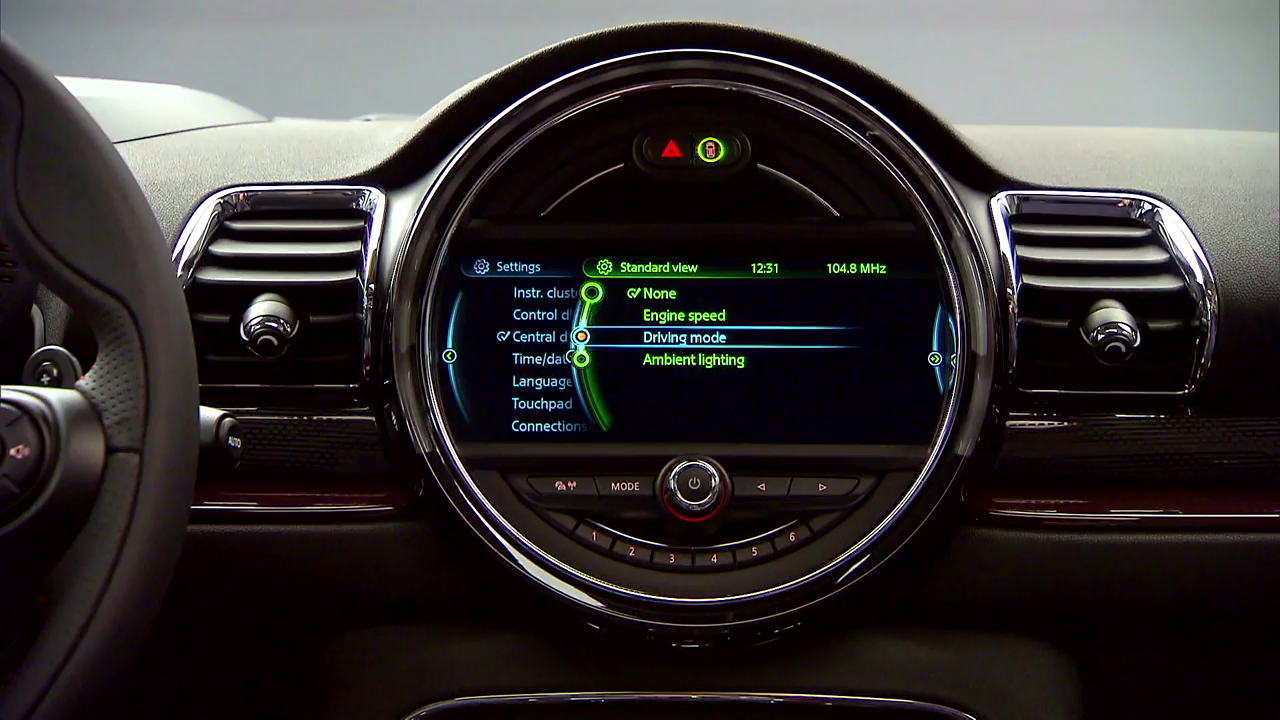 Settings
Standard view 12:31 104.8 MHz
Instr. clust
Control d
Central d
Time/dat
Language
Touchpad
Connections
None
Engine speed
Driving mode
Ambient lighting
AUTO
MODE
1 2 3 4 5 6